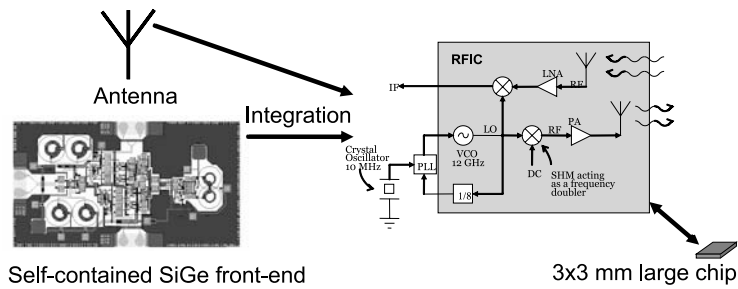 Antenna
Integration
Self-contained SiGe front-end
RFIC
LNA
IF
RF
PA
LO
RF
VCO
12 GHz
Crystal
Oscillator
10 MHz
PLL
DC
SHM acting
as a frequency
doubler
1/8
3x3 mm large chip